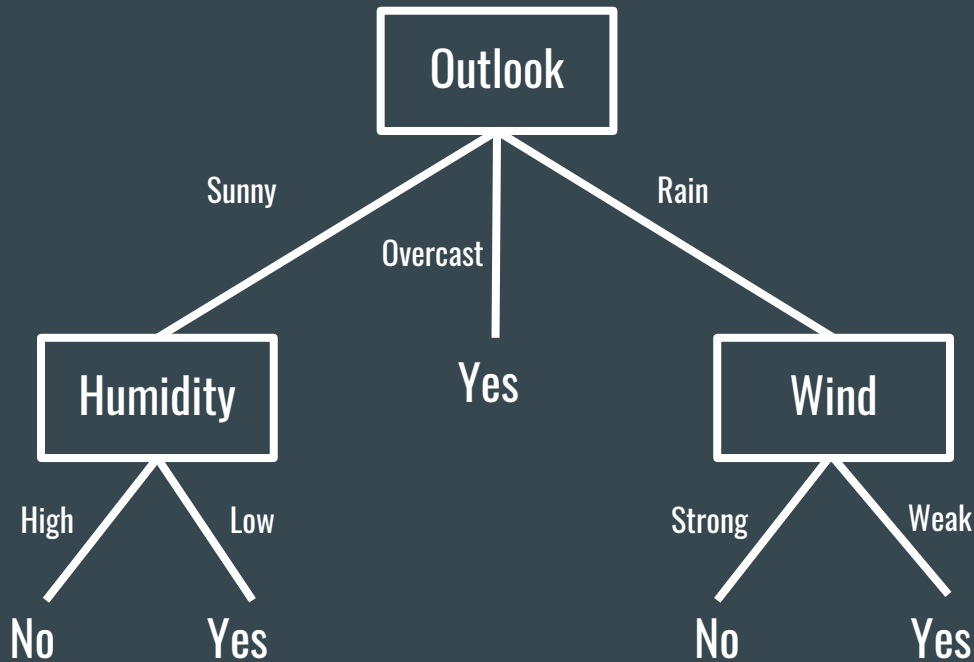 Outlook
Sunny
Rain
Overcast
Humidity
Yes
Wind
High
Low
Strong
Weak
No
Yes
No
Yes